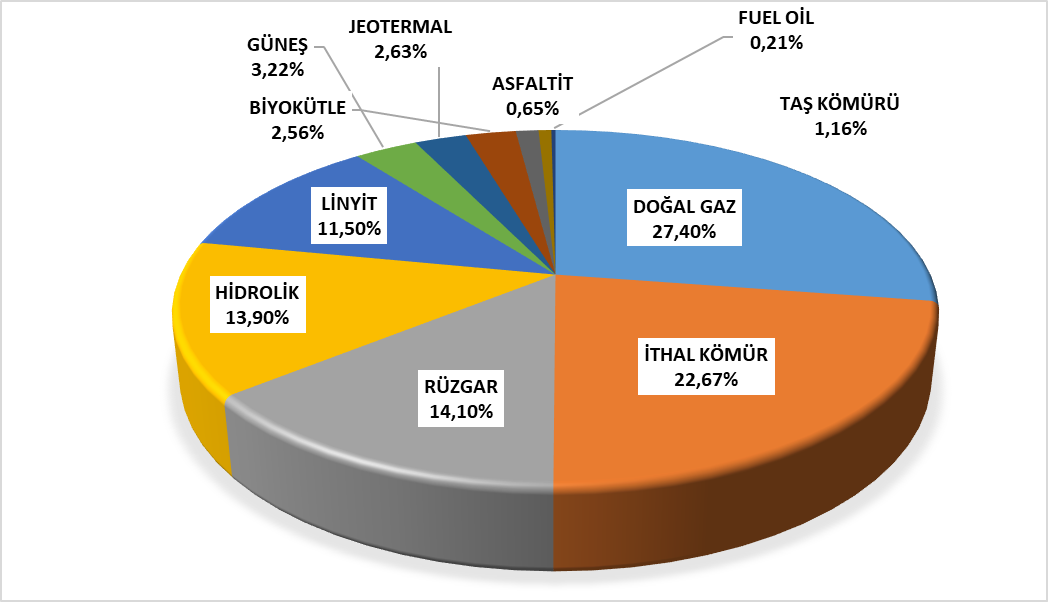 FUEL OİL
0,21%
JEOTERMAL
2,63%
GÜNEŞ
3,22%
ASFALTİT
0,65%
BİYOKÜTLE
2,56%
TAŞ KÖMÜRÜ
1,16%
LİNYİT
11,50%
DOĞAL GAZ
27,40%
HİDROLİK
13,90%
İTHAL KÖMÜR
22,67%
RÜZGAR
14,10%